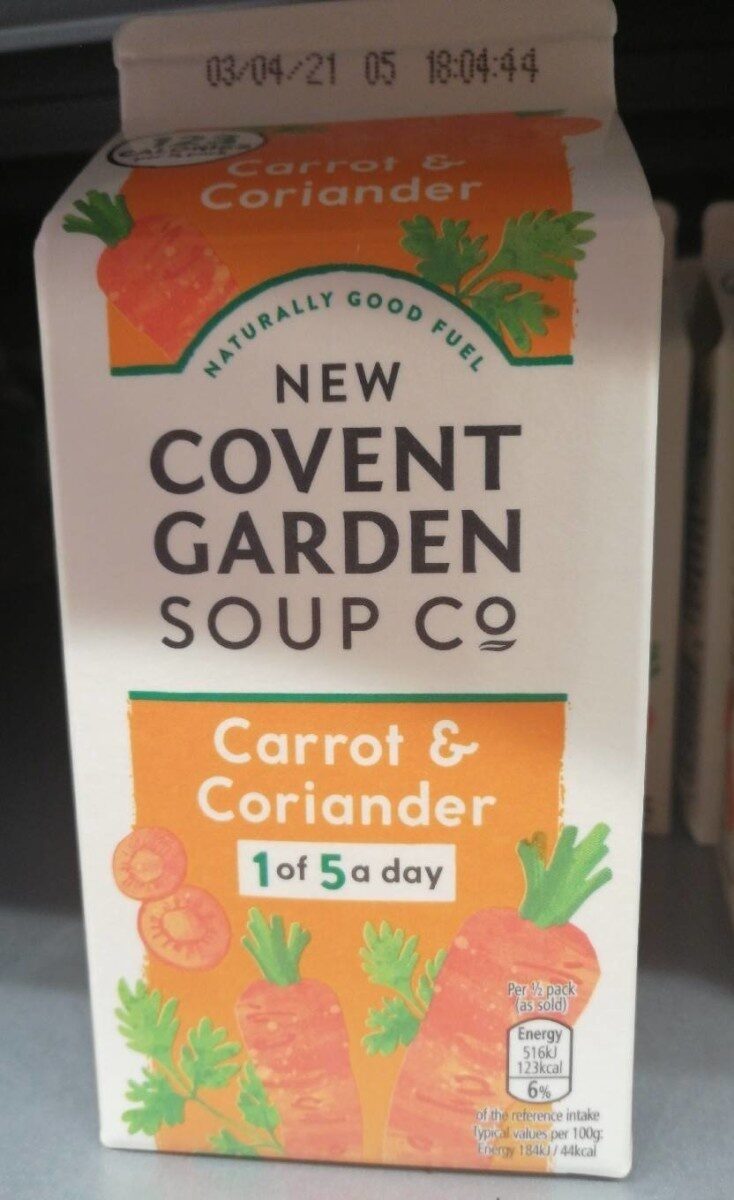 03/04/21 05 18:04:44
123
CALORIES
Carrot &
Coriander
NATURALLY GOOD FUEL
NEW
COVENT
GARDEN
SOUP Co
Carrot &
Coriander
1 of 5 a day
Per ½ pack
(as sold)
Energy
516kJ
123kcal
6%
of the reference intake
Typical values per 100g:
Energy 184kJ / 44kcal